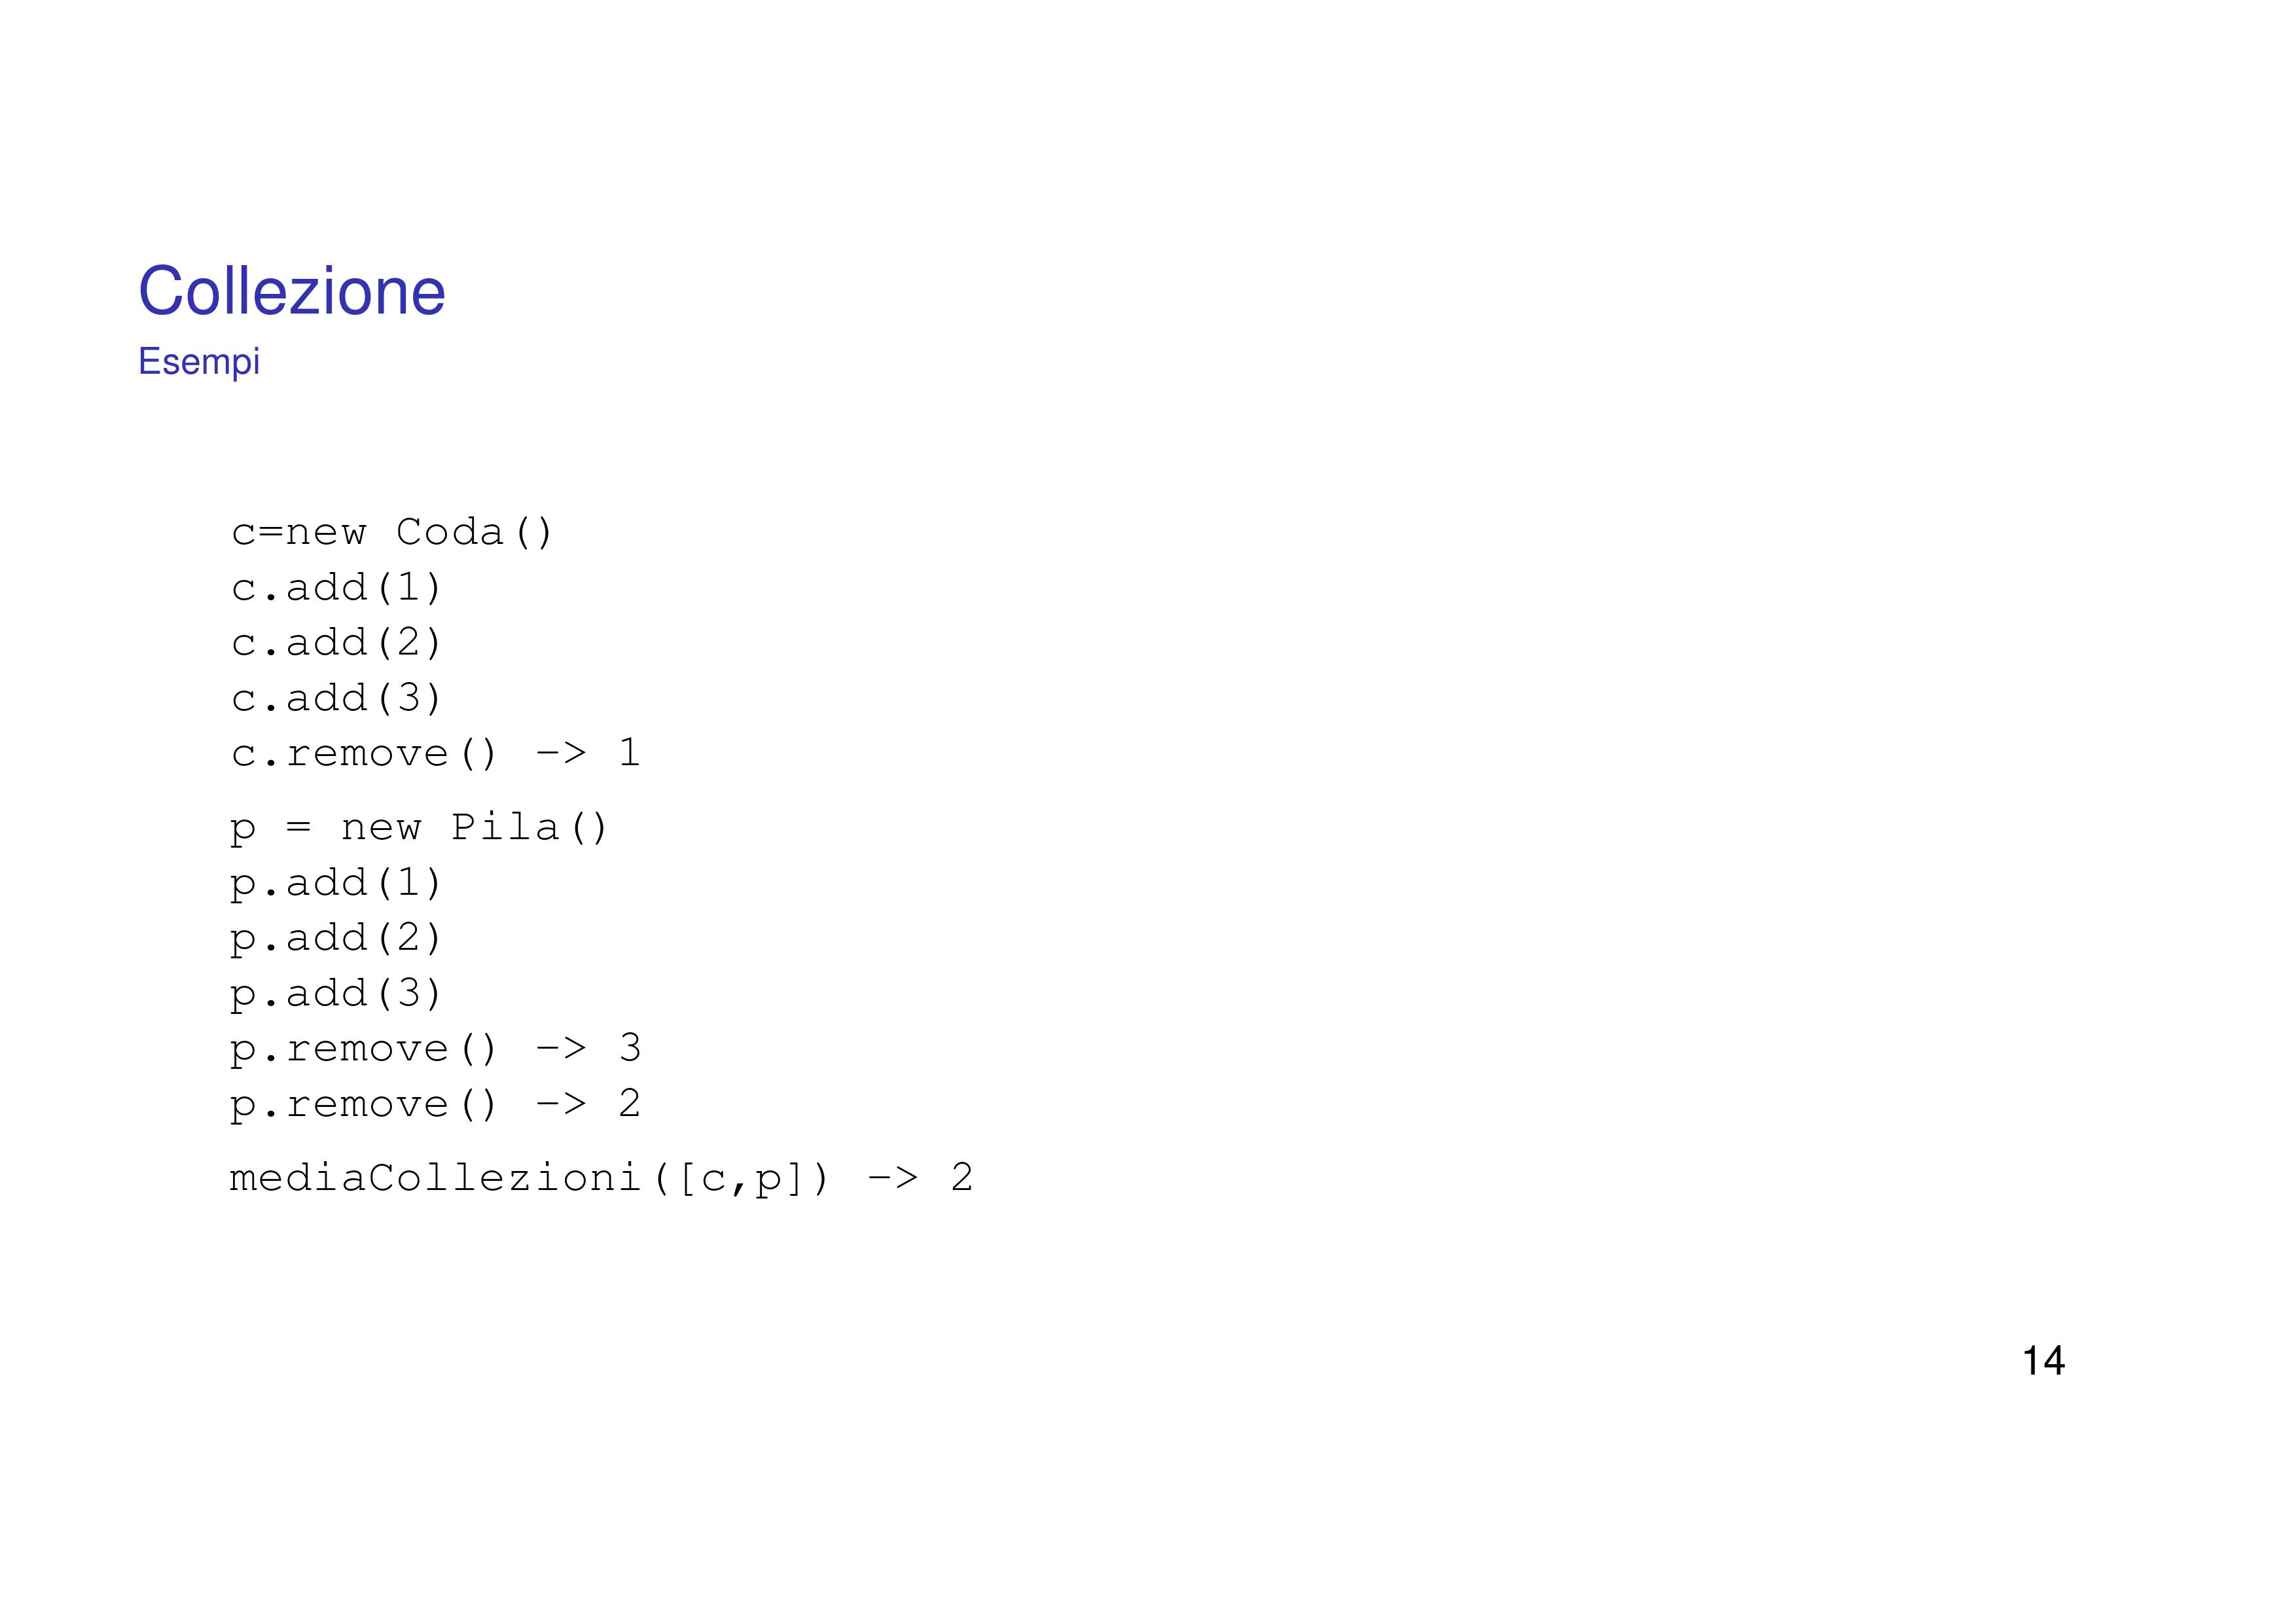 Collezione
Esempi
c=new Coda()
c.add(1)
c.add(2)
c.add(3)
c.remove() -> 1
p = new Pila()
p.add(1)
p.add(2)
p.add(3)
p.remove() -> 3
p.remove() -> 2
mediaCollezioni([c,p]) -> 2
14